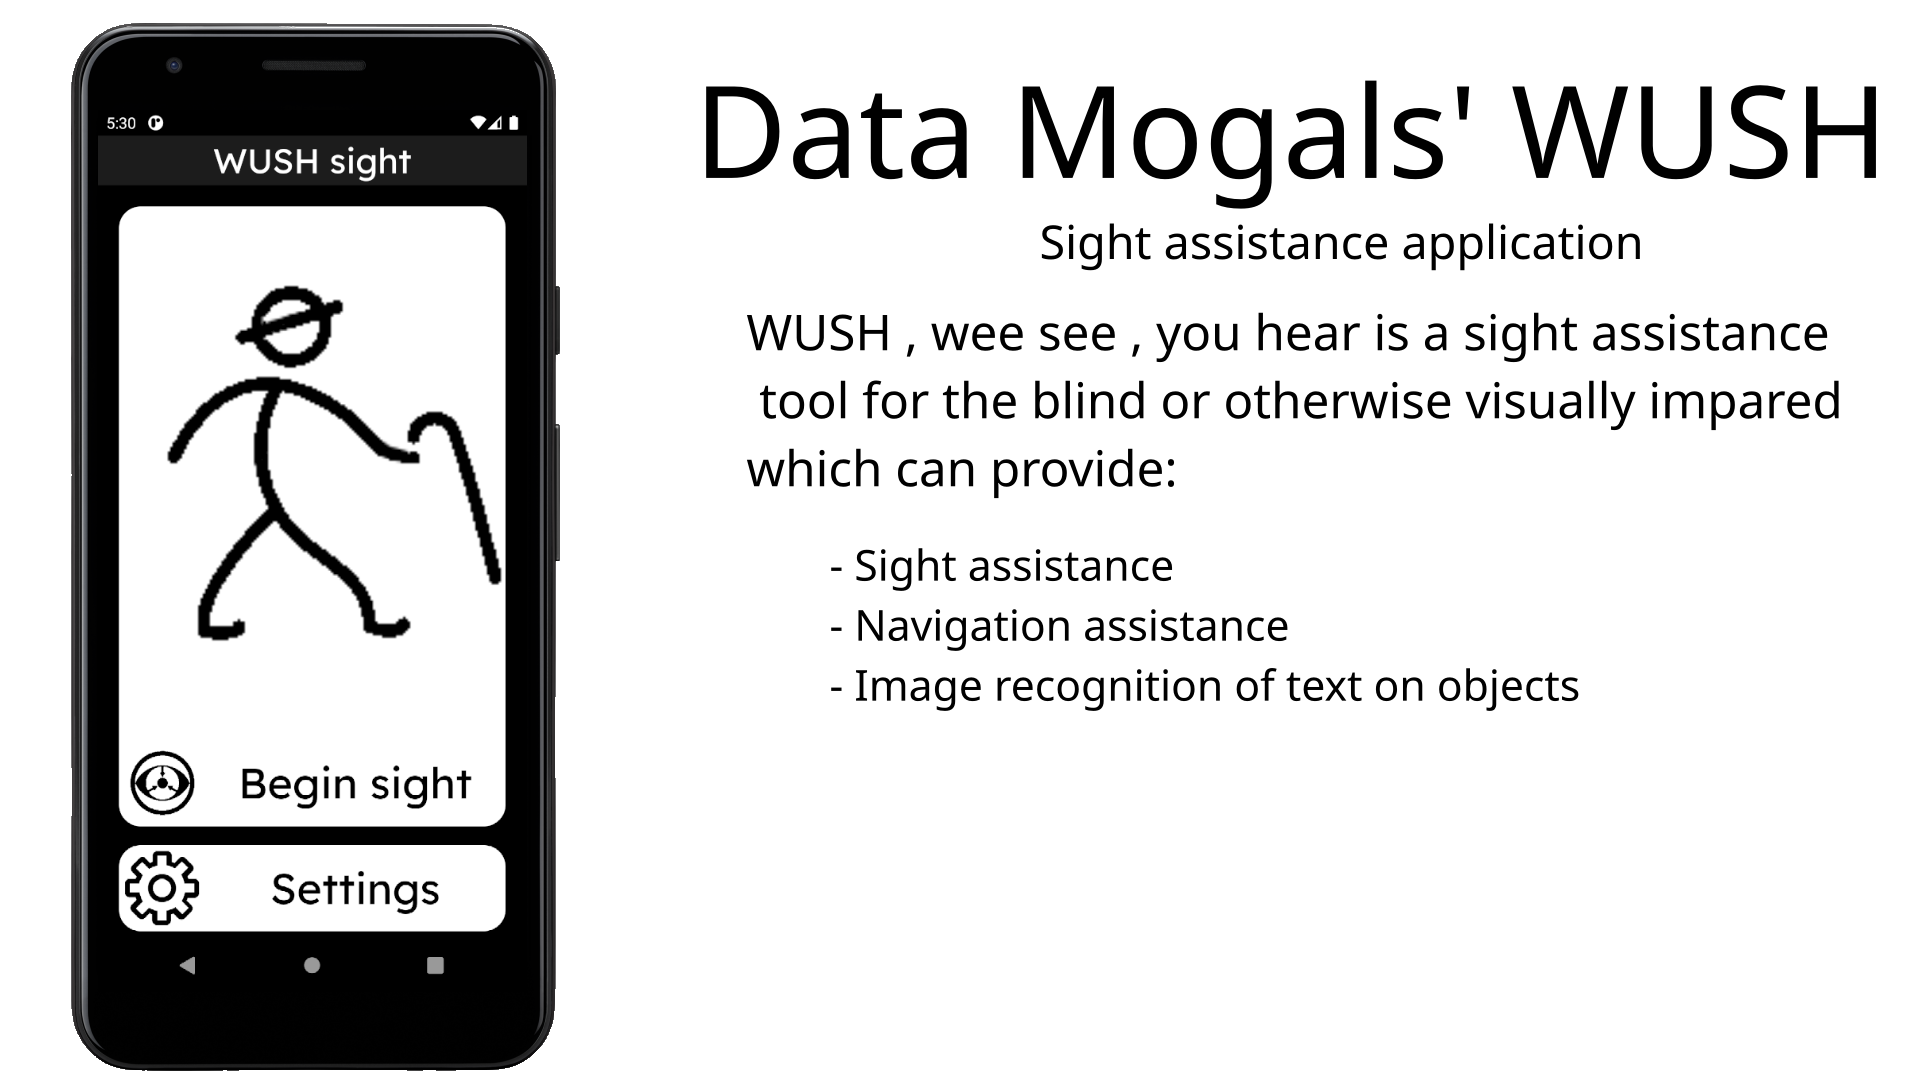 5:30
WUSH sight
Begin sight
Settings
Data Mogals' WUSH
Sight assistance application
WUSH , wee see , you hear is a sight assistance
tool for the blind or otherwise visually impared
which can provide:
- Sight assistance
- Navigation assistance
- Image recognition of text on objects